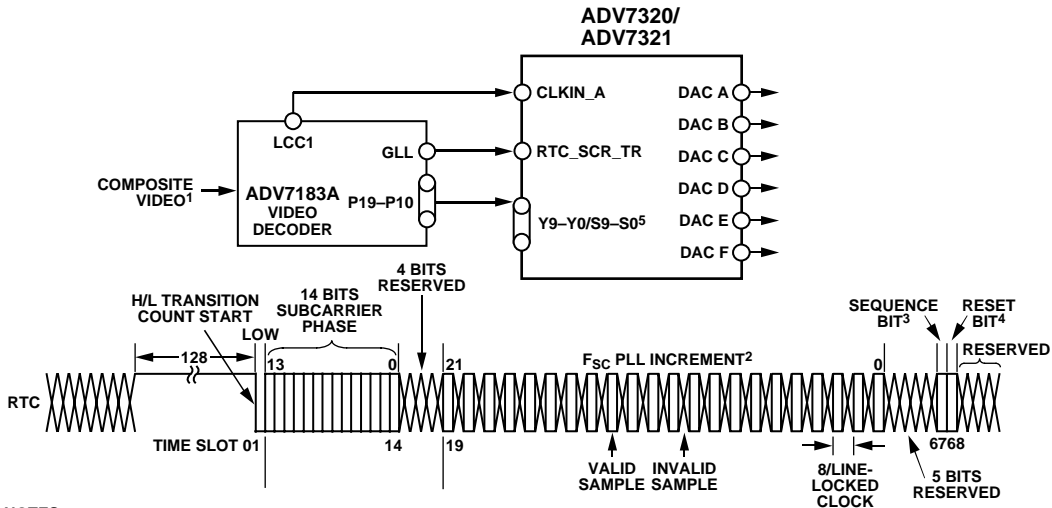 ADV7320/
ADV7321
CLKIN_A
DAC A
DAC B
LCC1
GLL
RTC_SCR_TR
DAC C
COMPOSITE
VIDEO1
ADV7183A
VIDEO
DECODER
P19–P10
DAC D
Y9–Y0/S9–S05
DAC E
DAC F
4 BITS
RESERVED
H/L TRANSITION
COUNT START
14 BITS
SUBCARRIER
PHASE
SEQUENCE
BIT3
RESET
BIT4
LOW
128
13
0
21
FSC PLL INCREMENT2
0
RESERVED
RTC
TIME SLOT 01
14
19
6768
VALID
SAMPLE
INVALID
SAMPLE
8/LINE-
LOCKED
CLOCK
5 BITS
RESERVED